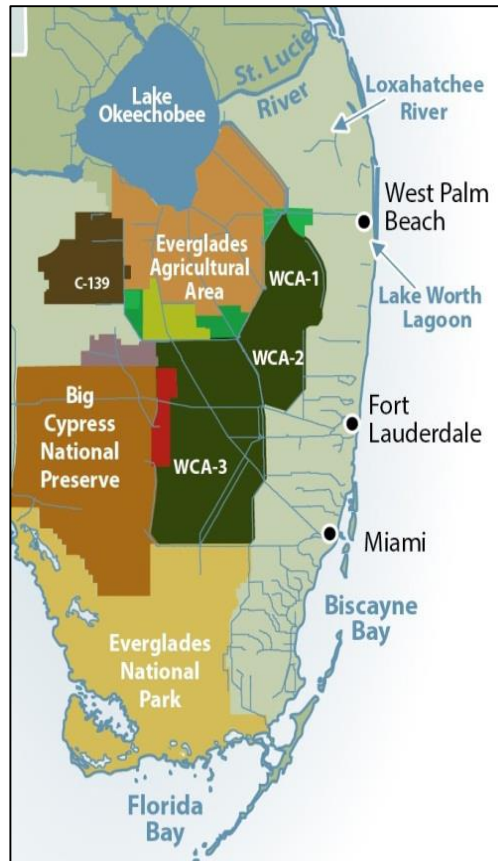 St. Lucie
River
Lake
Okeechobee
Loxahatchee
River
West Palm
Beach
Everglades
Agricultural
Area
WCA-1
C-139
Lake Worth
Lagoon
WCA-2
Big
Cypress
National
Preserve
Fort
Lauderdale
WCA-3
Miami
Biscayne
Bay
Everglades
National
Park
Florida
Bay